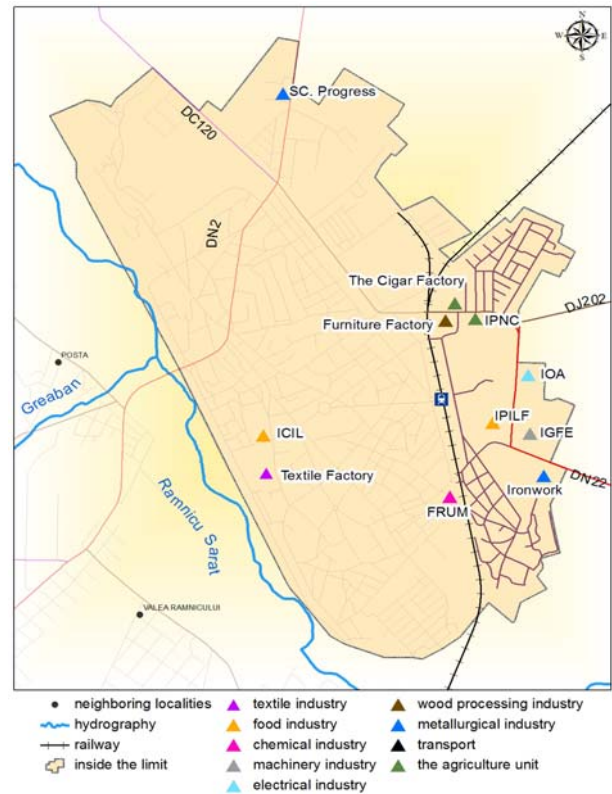 N
W E
S
SC. Progress
DC120
DN2
The Cigar Factory
DJ202
Furniture Factory
IPNC
POSTA
IOA
Greaban
IPILF
ICIL
IGFE
Textile Factory
Ironwork
DN22
Ramnicu Sarat
FRUM
VALEA RAMNICULUI
neighboring localities
hydrography
railway
inside the limit
textile industry
food industry
chemical industry
machinery industry
electrical industry
wood processing industry
metallurgical industry
transport
the agriculture unit